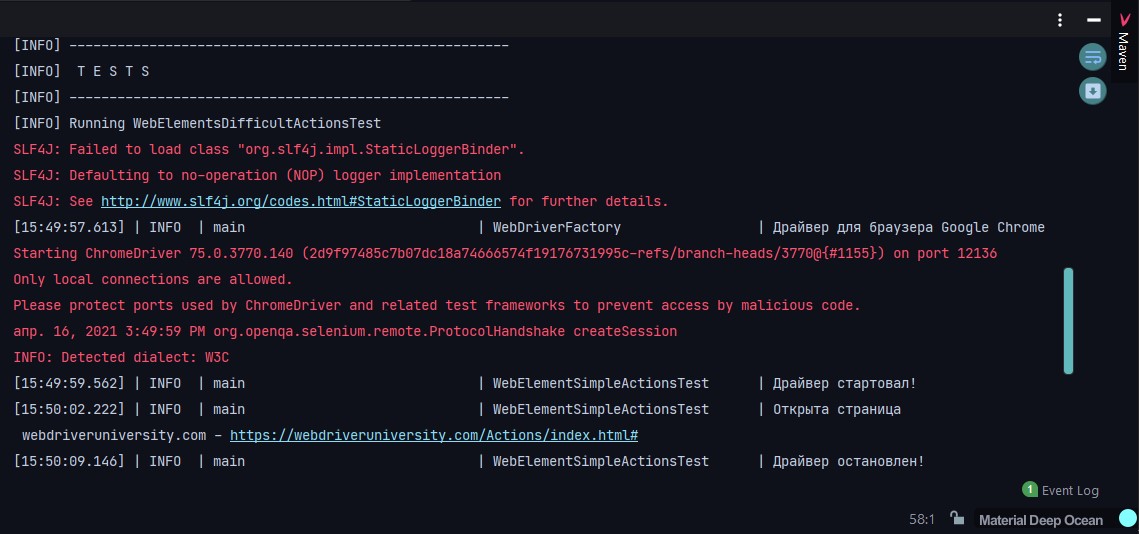 [INFO] -------------------------------------------------------
[INFO]  T E S T S
[INFO] -------------------------------------------------------
[INFO] Running WebElementsDifficultActionsTest
SLF4J: Failed to load class "org.slf4j.impl.StaticLoggerBinder".
SLF4J: Defaulting to no-operation (NOP) logger implementation
SLF4J: See http://www.slf4j.org/codes.html#StaticLoggerBinder for further details.
[15:49:57.613] | INFO  | main                             | WebDriverFactory                 | Драйвер для браузера Google Chrome
Starting ChromeDriver 75.0.3770.140 (2d9f97485c7b07dc18a74666574f19176731995c-refs/branch-heads/3770@{#1155}) on port 12136
Only local connections are allowed.
Please protect ports used by ChromeDriver and related test frameworks to prevent access by malicious code.
апр. 16, 2021 3:49:59 PM org.openqa.selenium.remote.ProtocolHandshake createSession
INFO: Detected dialect: W3C
[15:49:59.562] | INFO  | main                             | WebElementSimpleActionsTest      | Драйвер стартовал!
[15:50:02.222] | INFO  | main                             | WebElementSimpleActionsTest      | Открыта страница
webdriveruniversity.com – https://webdriveruniversity.com/Actions/index.html#
[15:50:09.146] | INFO  | main                             | WebElementSimpleActionsTest      | Драйвер остановлен!
Maven
1 Event Log
58:1 Material Deep Ocean